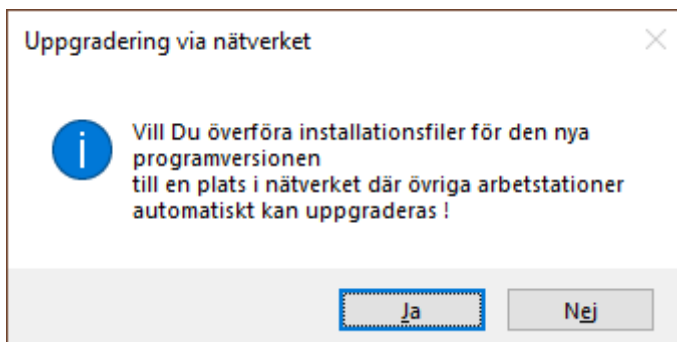 Uppgradering via nätverket
Vill Du överföra installationsfiler för den nya
programversionen
till en plats i nätverket där övriga arbetstationer
automatiskt kan uppgraderas !
Ja
Nej